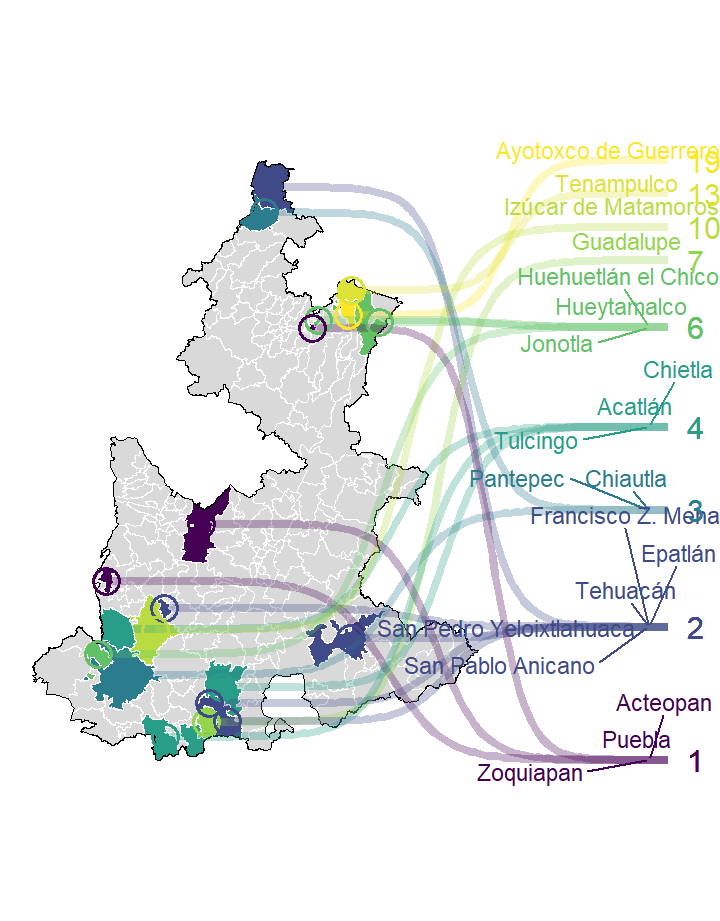 Ayotoxco de Guerrero
19
Tenampulco
13
Izúcar de Matamoros
10
Guadalupe
7
Huehuetlán el Chico
Hueytamalco
6
Jonotla
Chietla
Acatlán
4
Tulcingo
Pantepec
Chiautla
3
Francisco Z. Mena
Epatlán
Tehuacán
San Pedro Yeloixtlahuaca
2
San Pablo Anicano
Acteopan
Puebla
1
Zoquiapan